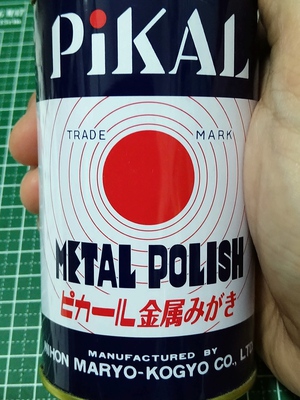 PiKAL
TRADE MARK
METAL POLISH
ピカール金属みがき
MANUFACTURED BY
NIHON MARYO-KOGYO CO., LTD